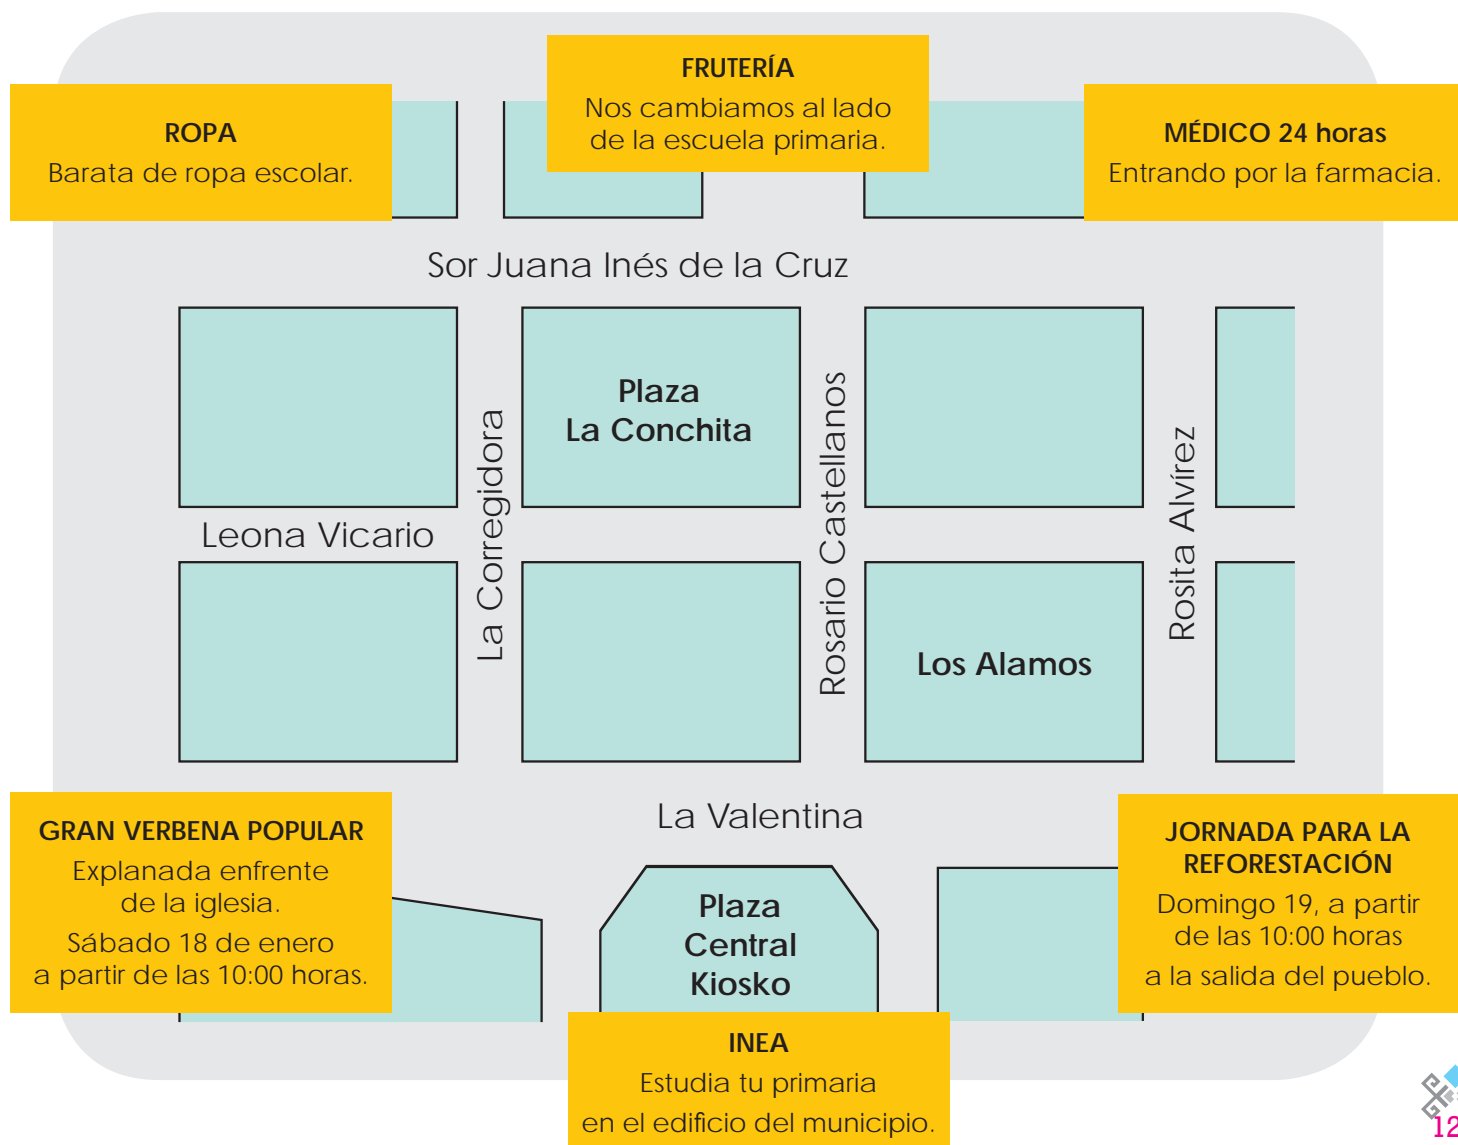 FRUTERÍA
Nos cambiamos al lado
de la escuela primaria.
ROPA
Barata de ropa escolar.
MÉDICO 24 horas
Entrando por la farmacia.
Sor Juana Inés de la Cruz
Plaza
La Conchita
Leona Vicario
La Corregidora
Rosario Castellanos
Rosita Alvírez
Los Alamos
La Valentina
GRAN VERBENA POPULAR
Explanada enfrente
de la iglesia.
Sábado 18 de enero
a partir de las 10:00 horas.
Plaza
Central
Kiosko
JORNADA PARA LA
REFORESTACIÓN
Domingo 19, a partir
de las 10:00 horas
a la salida del pueblo.
INEA
Estudia tu primaria
en el edificio del municipio.
12